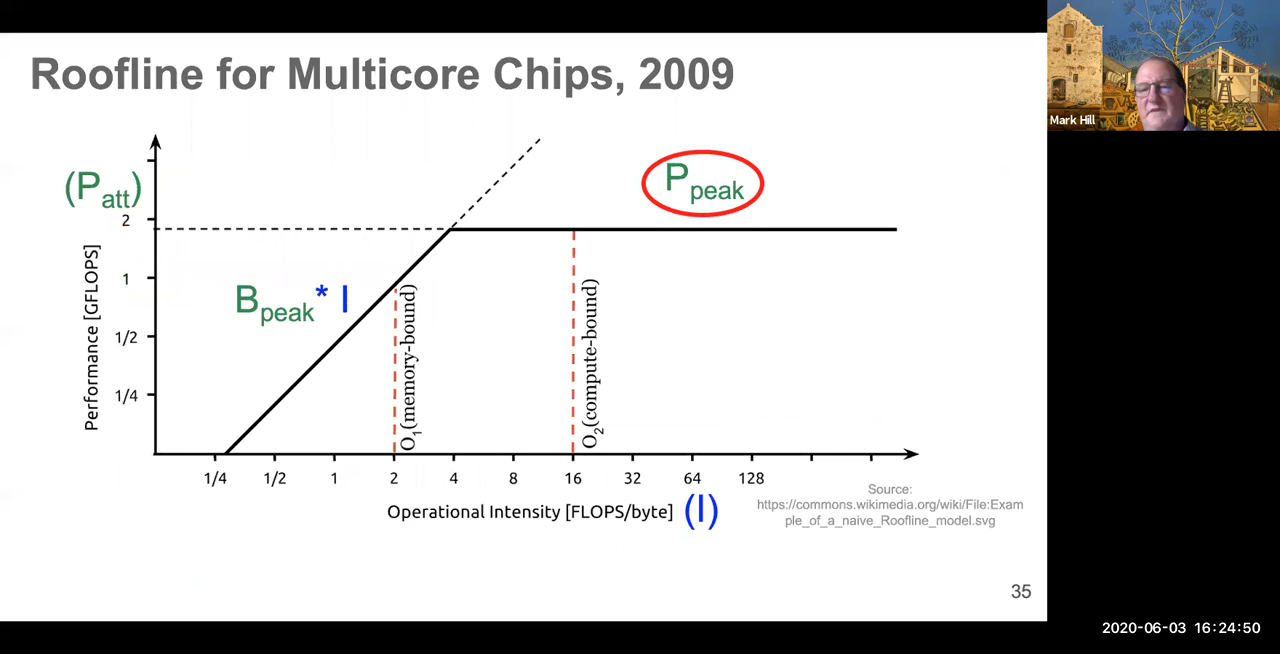 Roofline for Multicore Chips, 2009
Mark Hill
(Patt)
Ppeak
2
1
1/2
1/4
Performance [GFLOPS]
Bpeak* I
O1(memory-bound)
O2(compute-bound)
1/4 1/2 1 2 4 8 16 32 64 128
Operational Intensity [FLOPS/byte] (I)
Source:
https://commons.wikimedia.org/wiki/File:Exam
ple_of_a_naive_Roofline_model.svg
35
2020-06-03 16:24:50